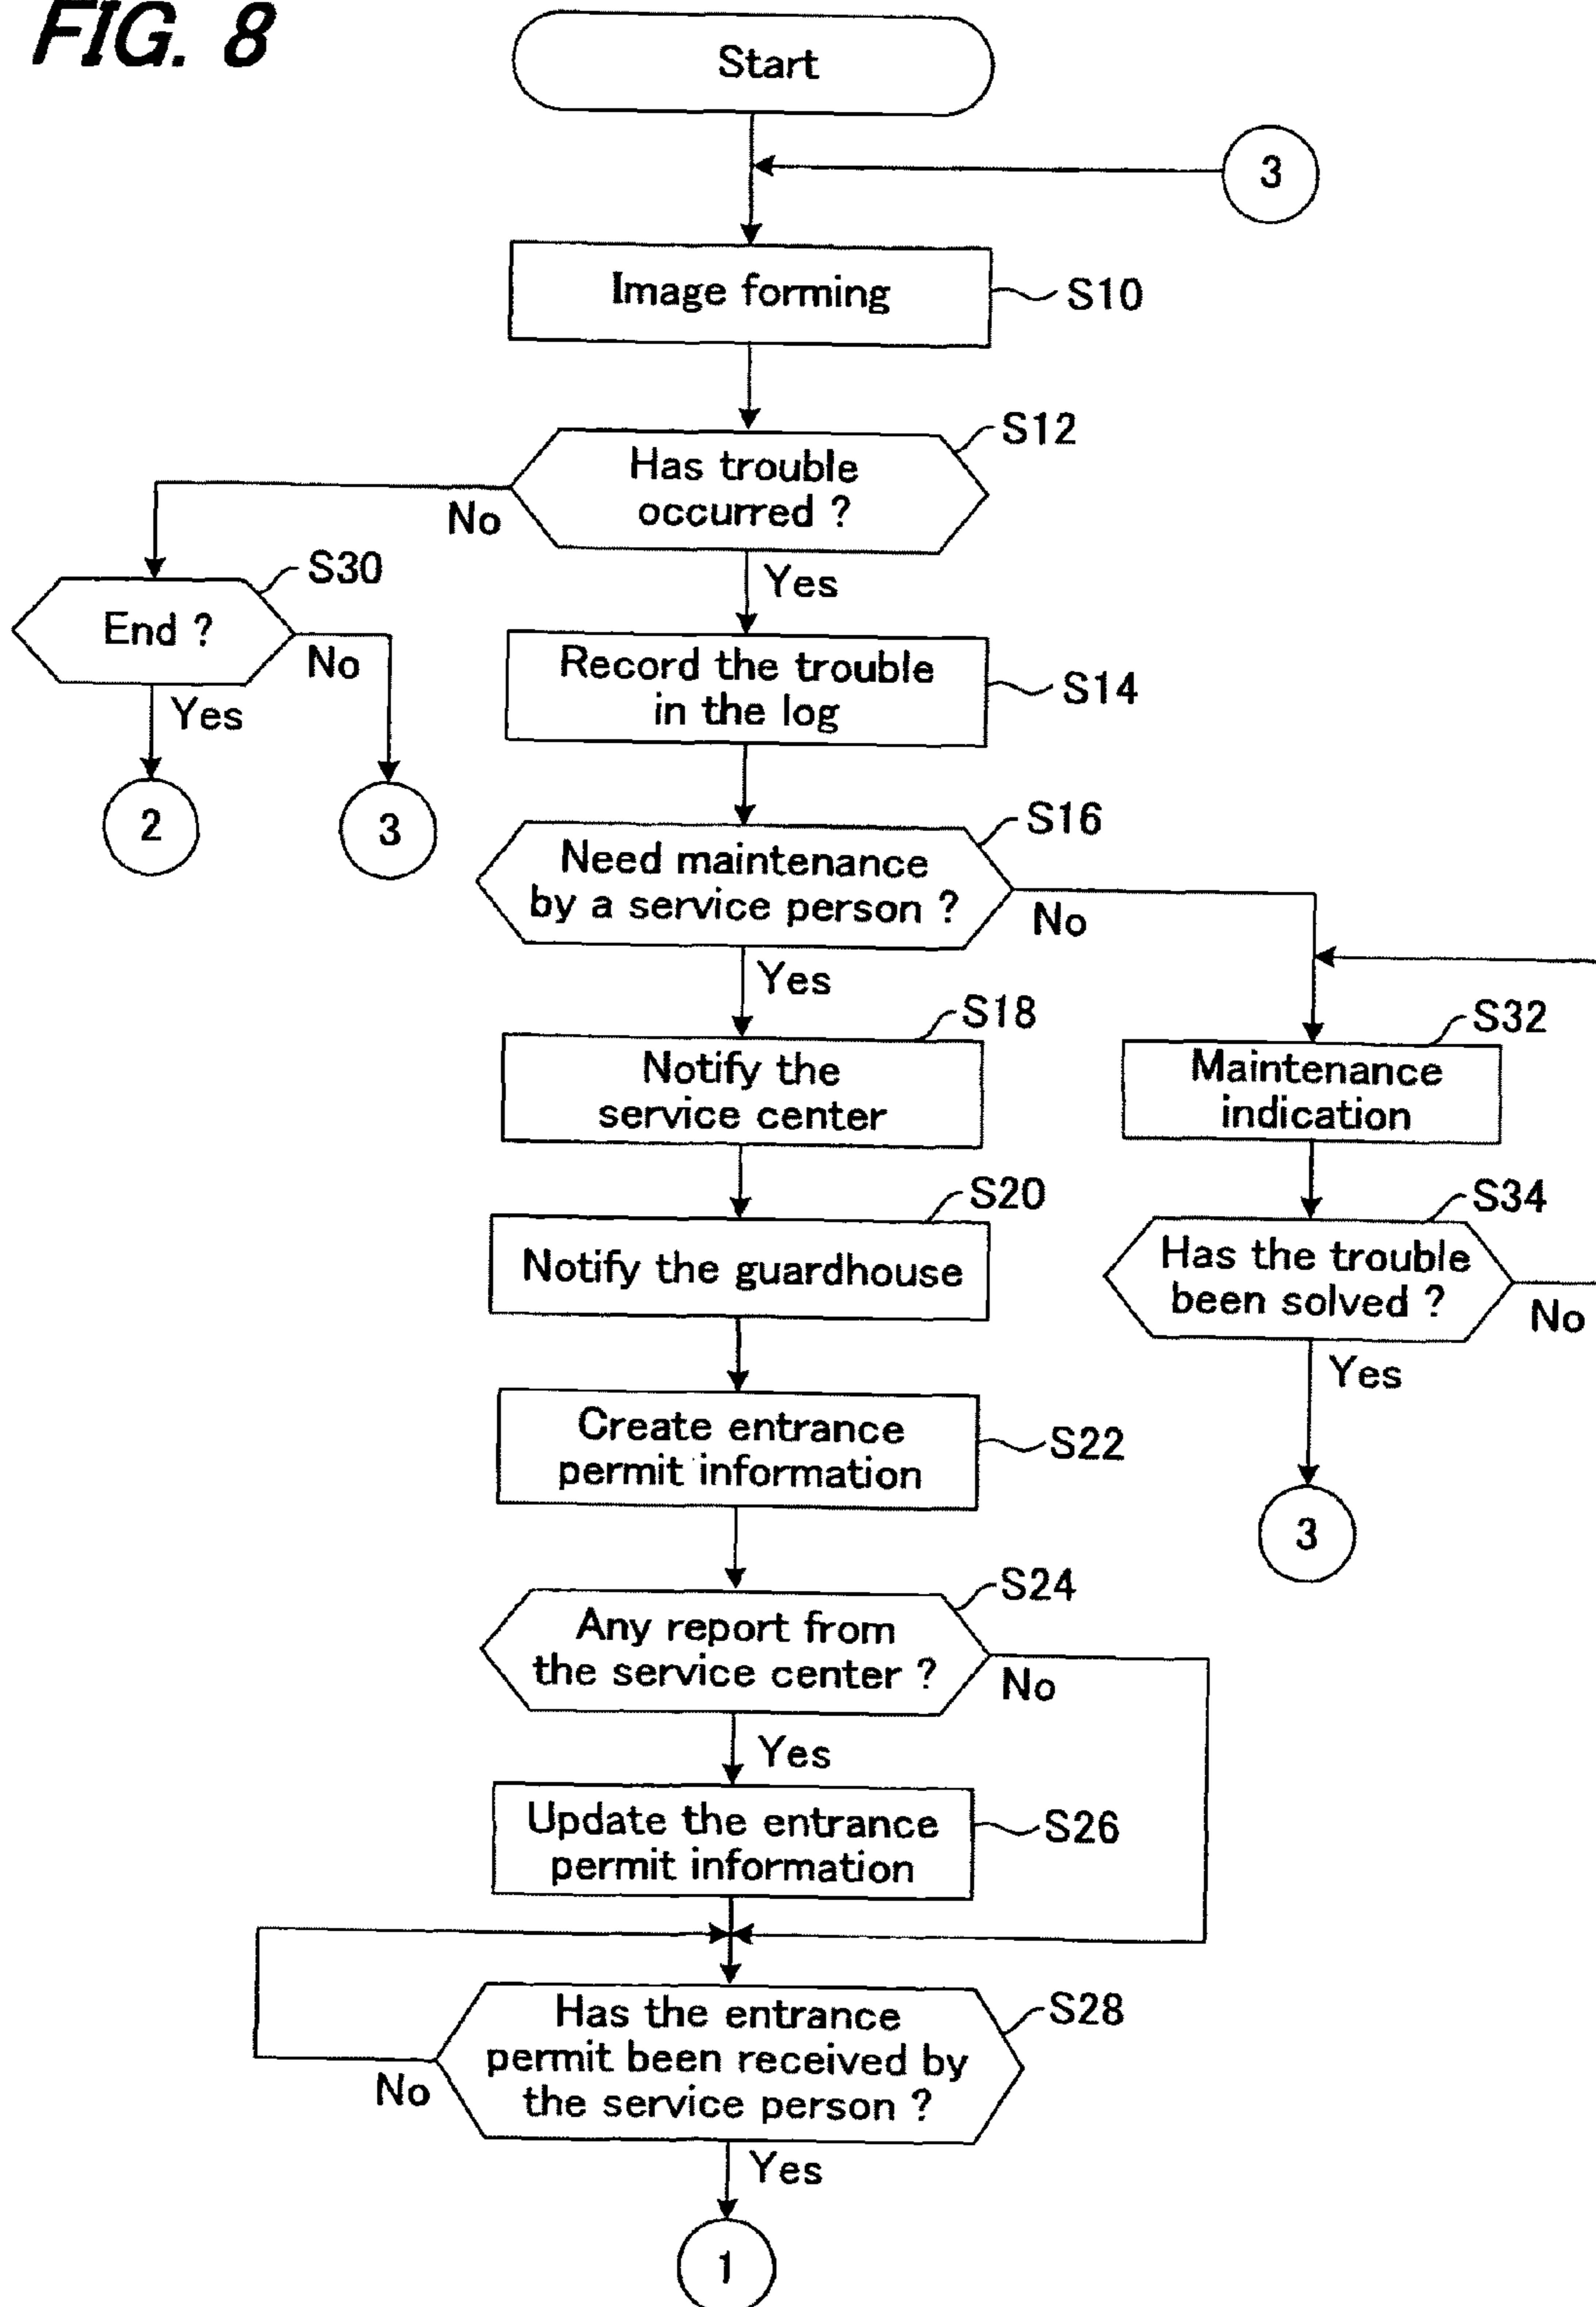 FIG. 8
Start
3
Image forming
S10
S12
Has trouble
occurred ?
No
Yes
S30
End ?
No
Yes
2
3
Record the trouble
in the log
S14
S16
Need maintenance
by a service person ?
No
Yes
S18
Notify the
service center
S32
Maintenance
indication
S20
Notify the guardhouse
S34
Has the trouble
been solved ?
No
Yes
3
Create entrance
permit information
S22
S24
Any report from
the service center ?
No
Yes
Update the entrance
permit information
S26
S28
Has the entrance
permit been received by
the service person ?
No
Yes
1